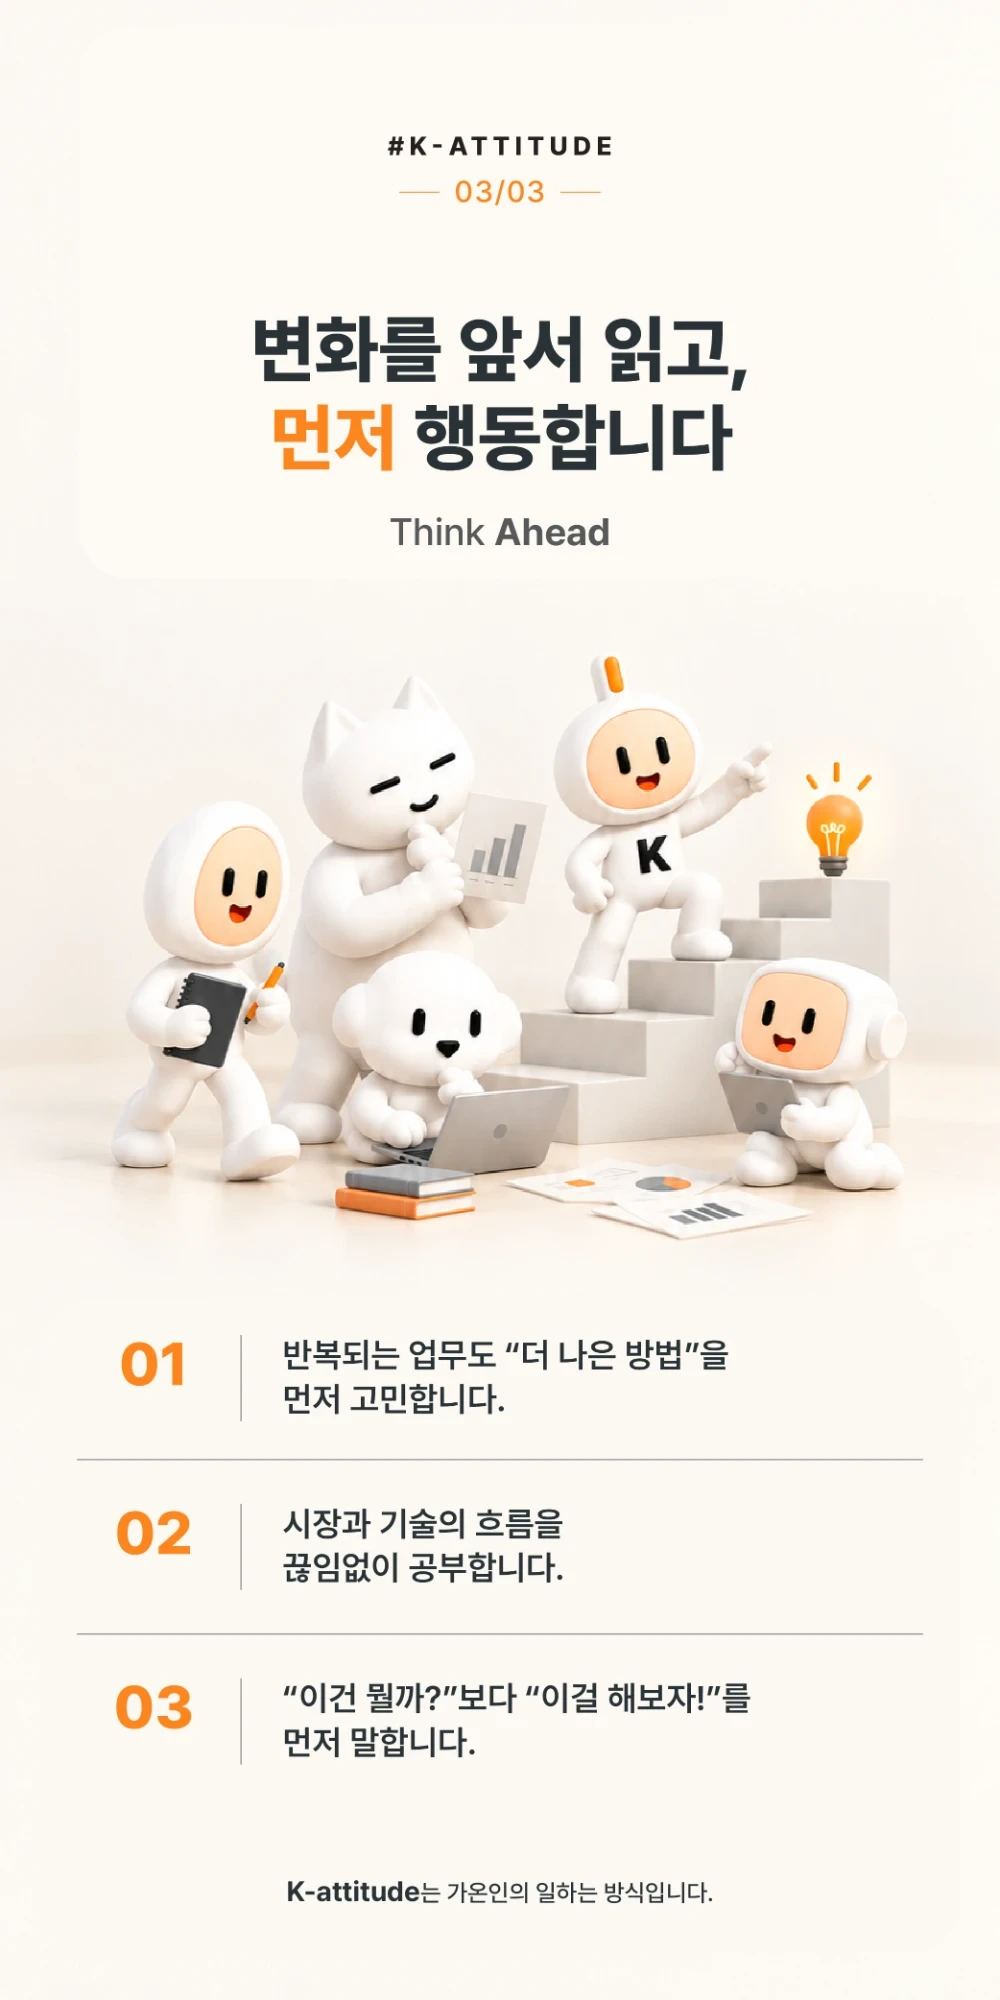 #K-ATTITUDE
03/03
변화를 앞서 읽고,
먼저 행동합니다
Think Ahead
K
01
반복되는 업무도 “더 나은 방법”을
먼저 고민합니다.
02
시장과 기술의 흐름을
끊임없이 공부합니다.
03
“이건 뭘까?”보다 “이걸 해보자!”를
먼저 말합니다.
K-attitude는 가온인의 일하는 방식입니다.